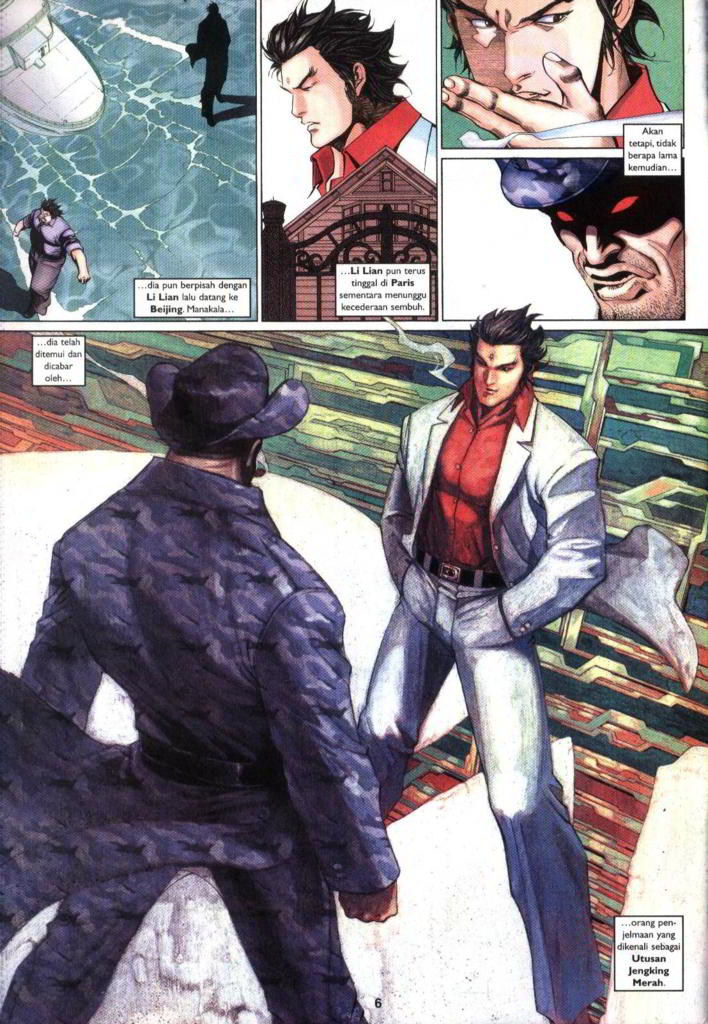 …dia pun berpisah dengan
Li Lian lalu datang ke
Beijing. Manakala…
…Li Lian pun terus
tinggal di Paris
sementara menunggu
kecederaan sembuh.
Akan
tetapi, tidak
berapa lama
kemudian…
…dia telah
ditemui dan
dicabar
oleh…
…orang pen-
jelmaan yang
dikenali sebagai
Utusan
Jengking
Merah.
6